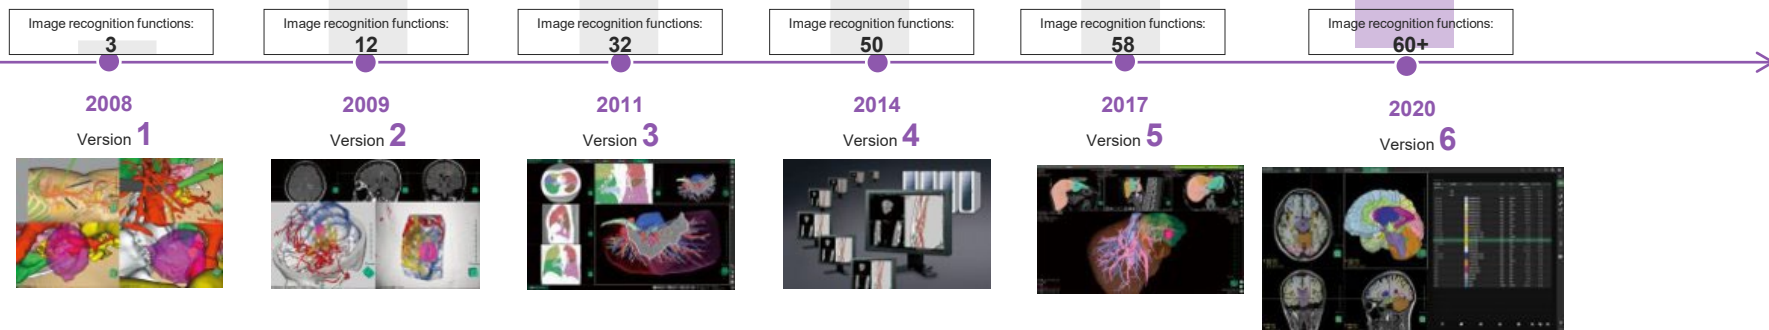 Image recognition functions:
3
Image recognition functions:
12
Image recognition functions:
32
Image recognition functions:
50
Image recognition functions:
58
Image recognition functions:
60+
2008
Version 1
2009
Version 2
2011
Version 3
2014
Version 4
2017
Version 5
2020
Version 6